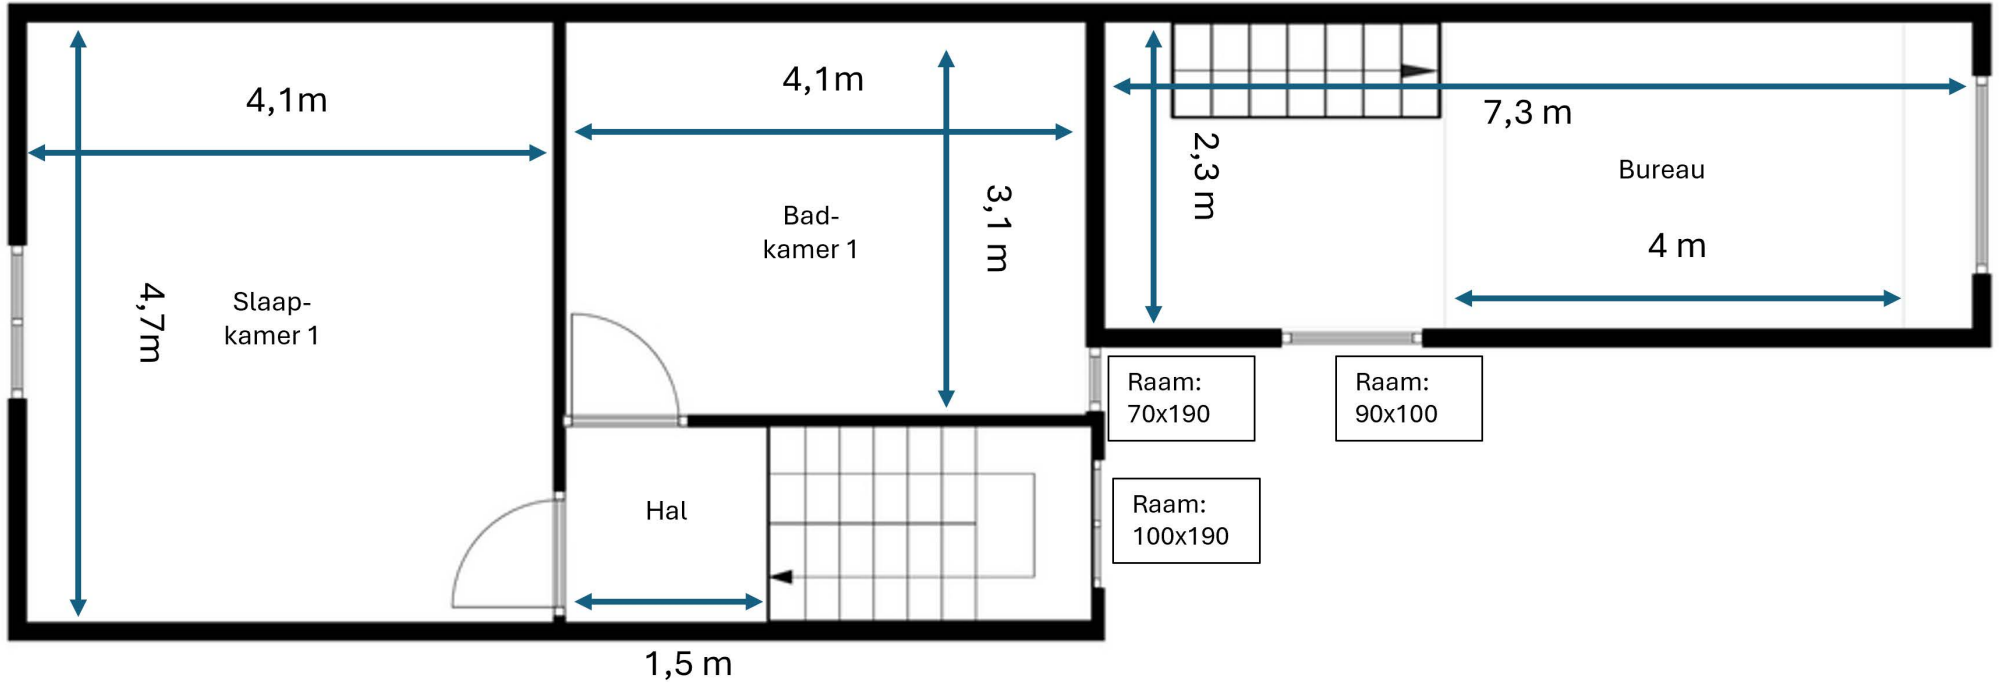 4,1m
4,1m
7,3 m
2,3 m
Bureau
3,1 m
Bad-
kamer 1
4 m
4,7m
Slaap-
kamer 1
Raam:
70x190
Raam:
90x100
Hal
Raam:
100x190
1,5 m